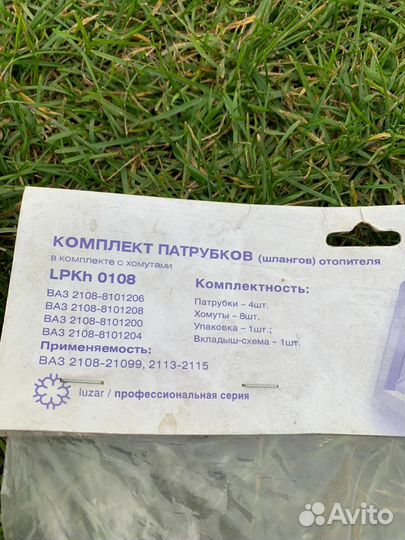 КОМПЛЕКТ ПАТРУБКОВ (шлангов) отопителя
в комплекте с хомутами
LPKh 0108
ВАЗ 2108-8101206
ВАЗ 2108-8101208
ВАЗ 2108-8101200
ВАЗ 2108-8101204
Применяемость:
ВАЗ 2108-21099, 2113-2115
luzar / профессиональная серия
Комплектность:
Патрубки - 4шт.
Хомуты - 8шт.
Упаковка - 1шт.;
Вкладыш-схема - 1шт.
Avito